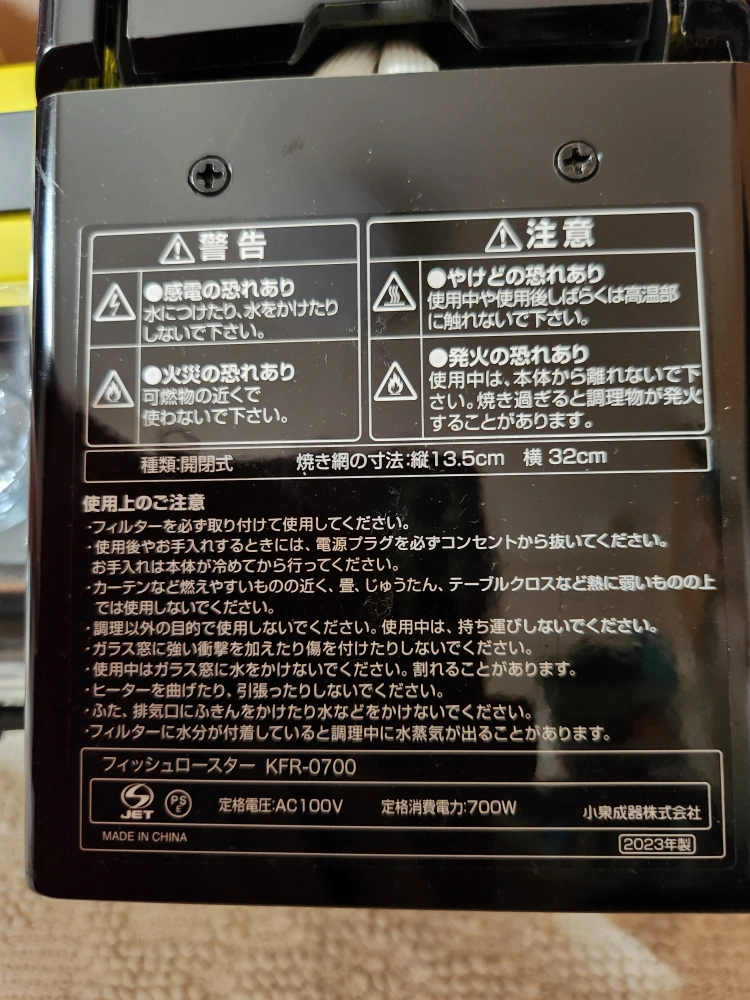 警告
●感電の恐れあり
水につけたり、水をかけたり
しないで下さい。
●火災の恐れあり
可燃物の近くで
使わないで下さい。
注意
●やけどの恐れあり
使用中や使用後しばらくは高温部
に触れないで下さい。
●発火の恐れあり
使用中は、本体から離れないで下
さい。焼き過ぎると調理物が発火
することがあります。
種類:開閉式 焼き網の寸法:縦13.5cm 横 32cm
使用上のご注意
・フィルターを必ず取り付けて使用してください。
・使用後やお手入れするときには、電源プラグを必ずコンセントから抜いてください。
お手入れは本体が冷めてから行ってください。
・カーテンなど燃えやすいものの近く、畳、じゅうたん、テーブルクロスなど熱に弱いものの上
では使用しないでください。
・調理以外の目的で使用しないでください。使用中は、持ち運びしないでください。
・ガラス窓に強い衝撃を加えたり傷を付けたりしないでください。
・使用中はガラス窓に水をかけないでください。割れることがあります。
・ヒーターを曲げたり、引張ったりしないでください。
・ふた、排気口にふきんをかけたり水などをかけないでください。
・フィルターに水分が付着していると調理中に水蒸気が出ることがあります。
フィッシュロースター KFR-0700
JET PSE 定格電圧:AC100V 定格消費電力:700W 小泉成器株式会社
MADE IN CHINA 2023年製